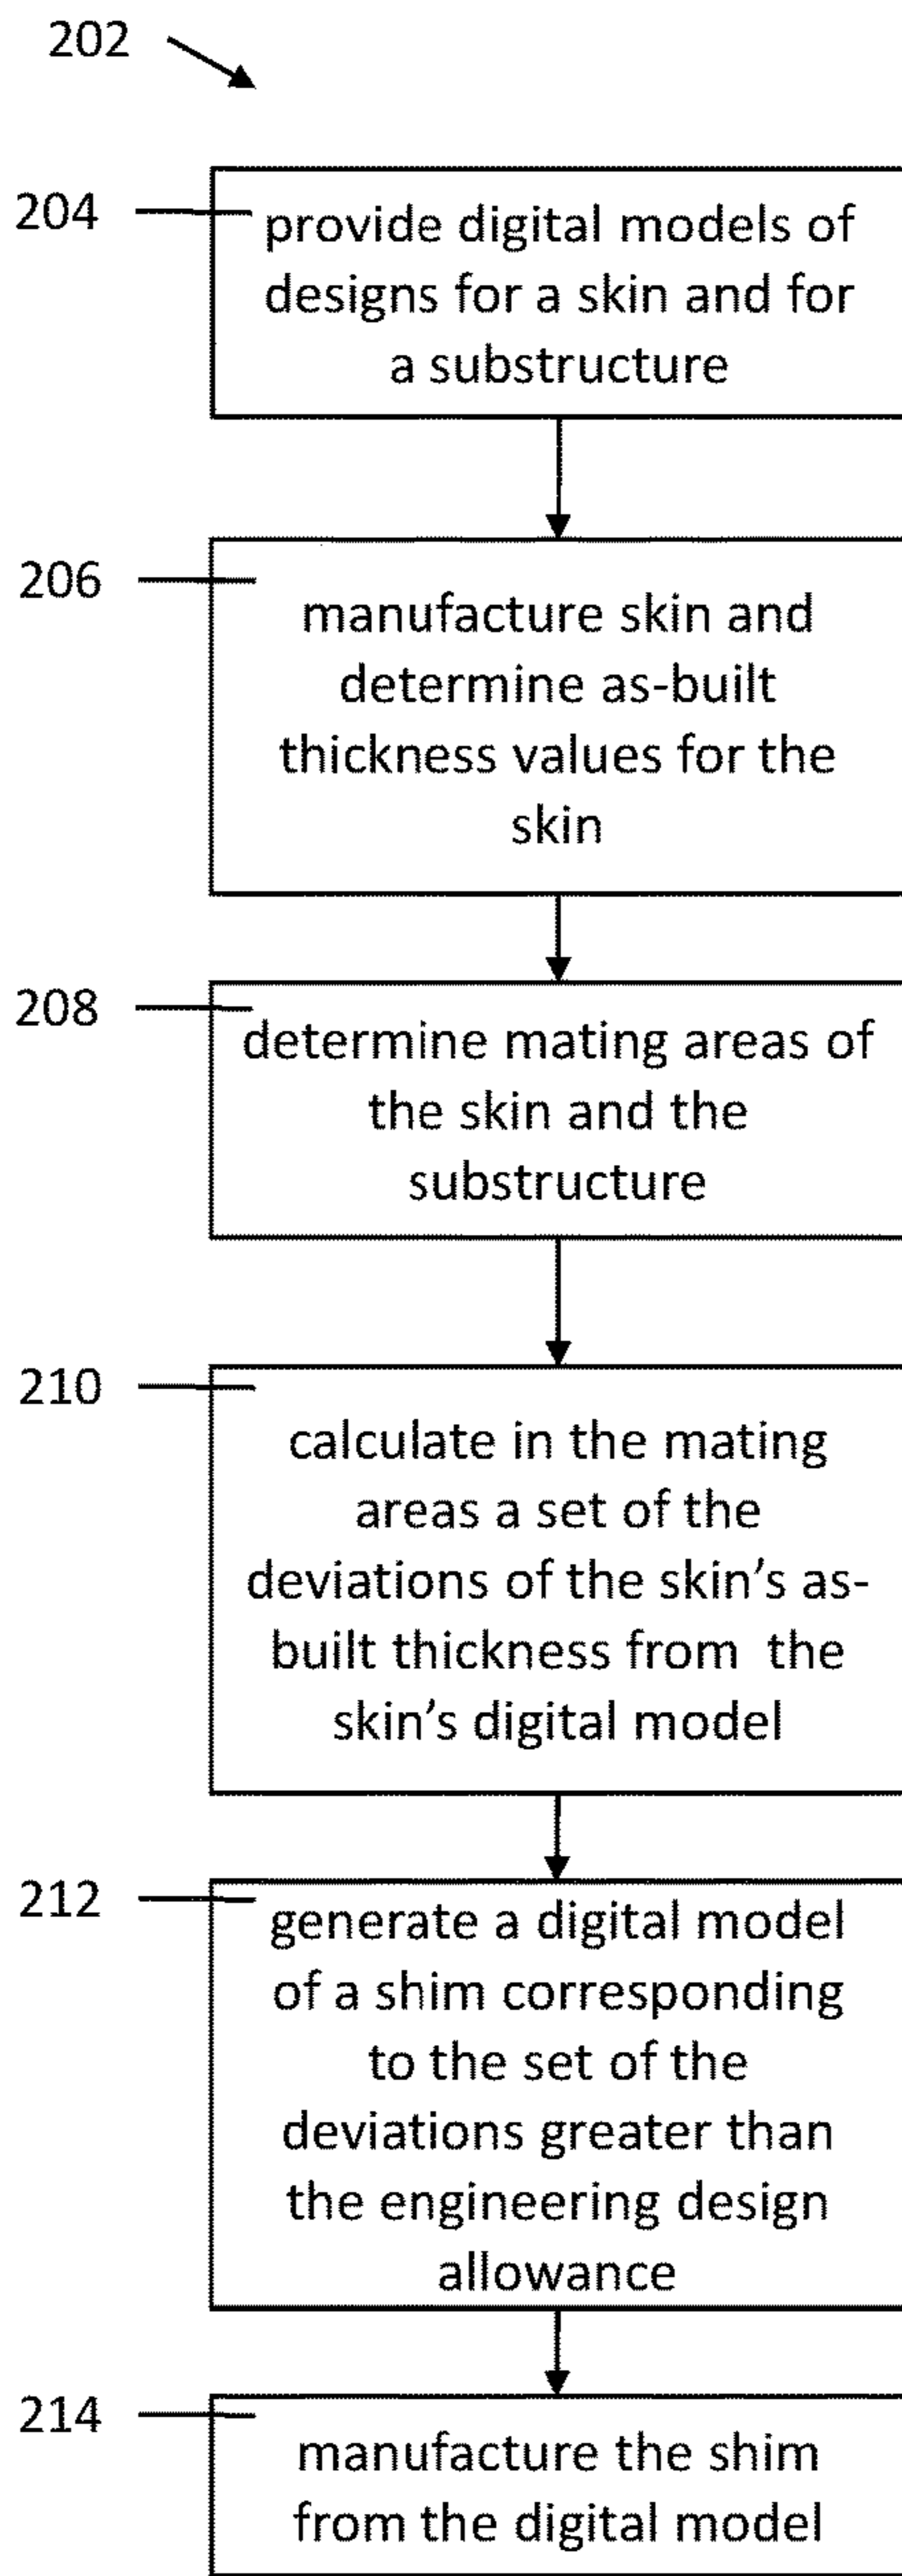 202
204
provide digital models of
designs for a skin and for
a substructure
206
manufacture skin and
determine as-built
thickness values for the
skin
208
determine mating areas of
the skin and the
substructure
210
calculate in the mating
areas a set of the
deviations of the skin's as-
built thickness from the
skin's digital model
212
generate a digital model
of a shim corresponding
to the set of the
deviations greater than
the engineering design
allowance
214
manufacture the shim
from the digital model